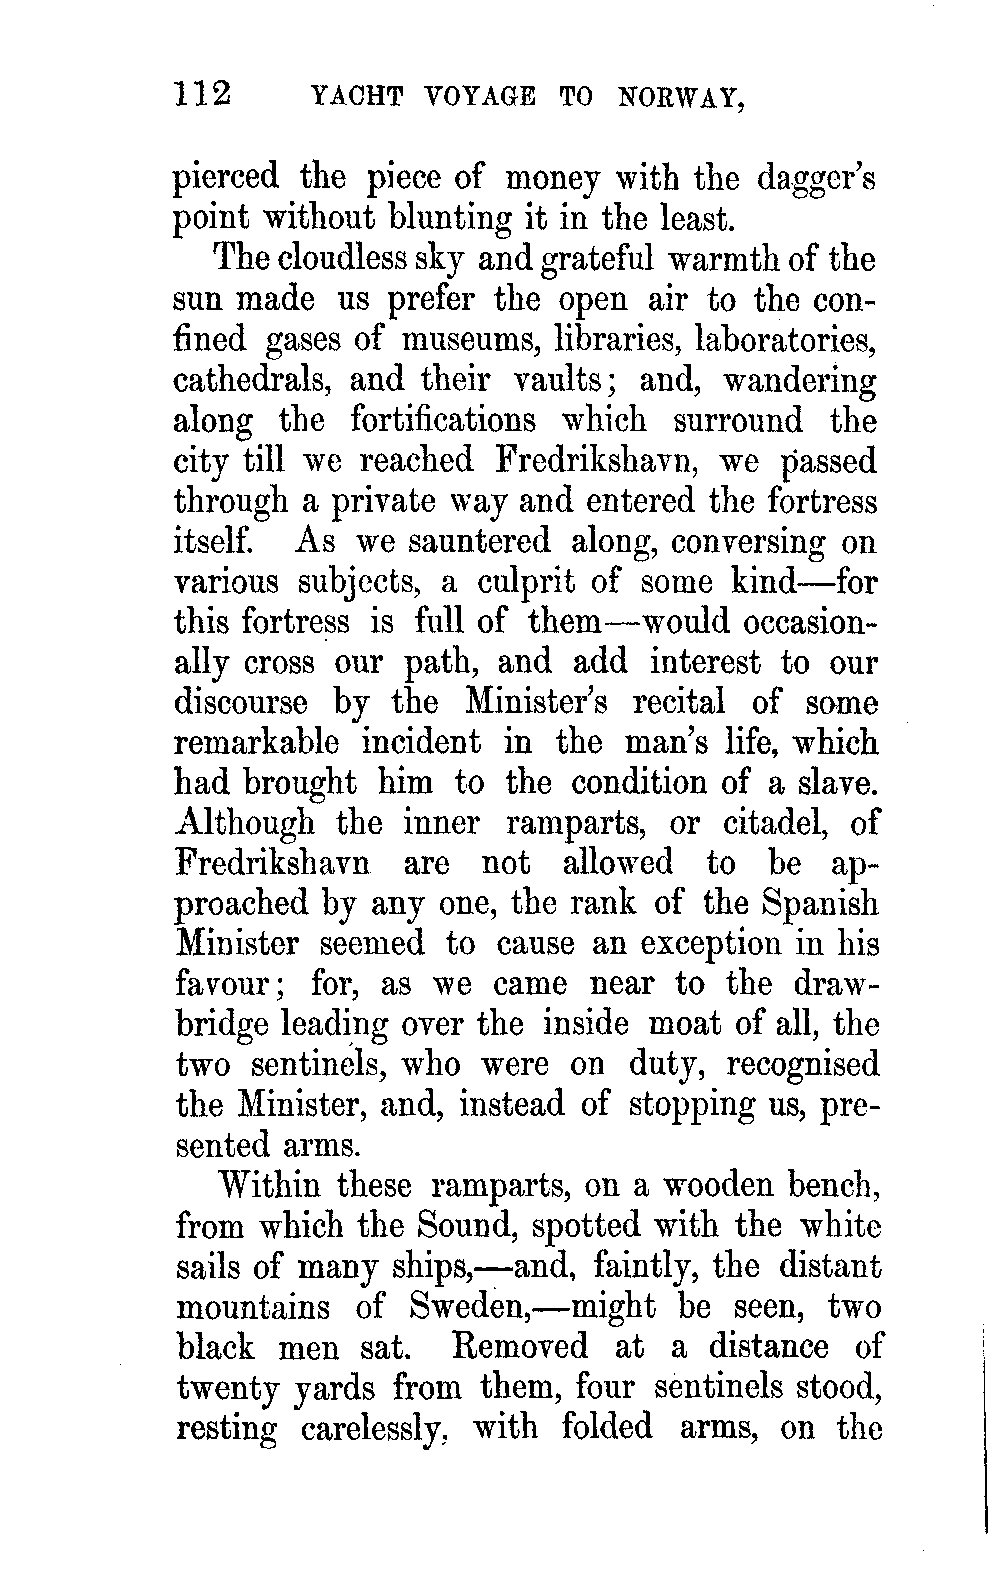 112 YACHT VOYAGE TO NORWAY,
pierced the piece of money with the dagger's
point without blunting it in the least.
The cloudless sky and grateful warmth of the
sun made us prefer the open air to the con-
fined gases of museums, libraries, laboratories,
cathedrals, and their vaults; and, wandering
along the fortifications which surround the
city till we reached Fredrikshavn, we passed
through a private way and entered the fortress
itself. As we sauntered along, conversing on
various subjects, a culprit of some kind—for
this fortress is full of them—would occasion-
ally cross our path, and add interest to our
discourse by the Minister's recital of some
remarkable incident in the man's life, which
had brought him to the condition of a slave.
Although the inner ramparts, or citadel, of
Fredrikshavn are not allowed to be ap-
proached by any one, the rank of the Spanish
Minister seemed to cause an exception in his
favour; for, as we came near to the draw-
bridge leading over the inside moat of all, the
two sentinels, who were on duty, recognised
the Minister, and, instead of stopping us, pre-
sented arms.
Within these ramparts, on a wooden bench,
from which the Sound, spotted with the white
sails of many ships,—and, faintly, the distant
mountains of Sweden,—might be seen, two
black men sat. Removed at a distance of
twenty yards from them, four sentinels stood,
resting carelessly, with folded arms, on the